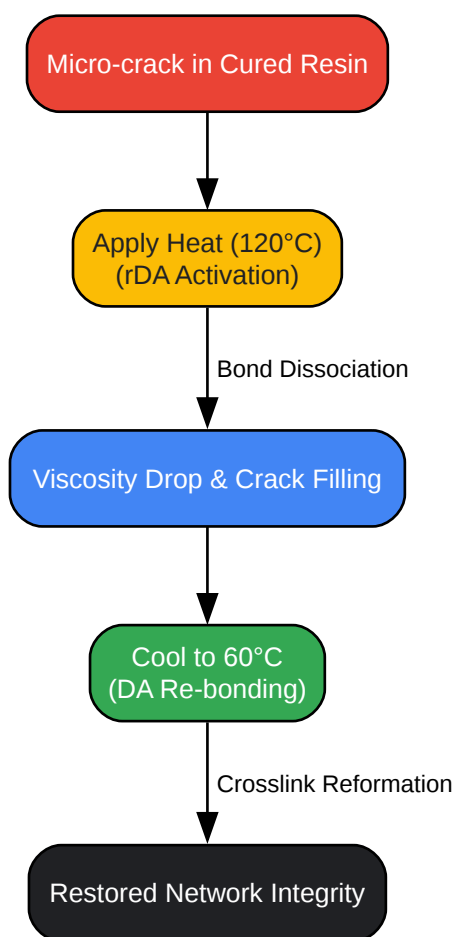 Micro-crack in Cured Resin
Apply Heat (120°C)
(rDA Activation)
Bond Dissociation
Viscosity Drop & Crack Filling
Cool to 60°C
(DA Re-bonding)
Crosslink Reformation
Restored Network Integrity